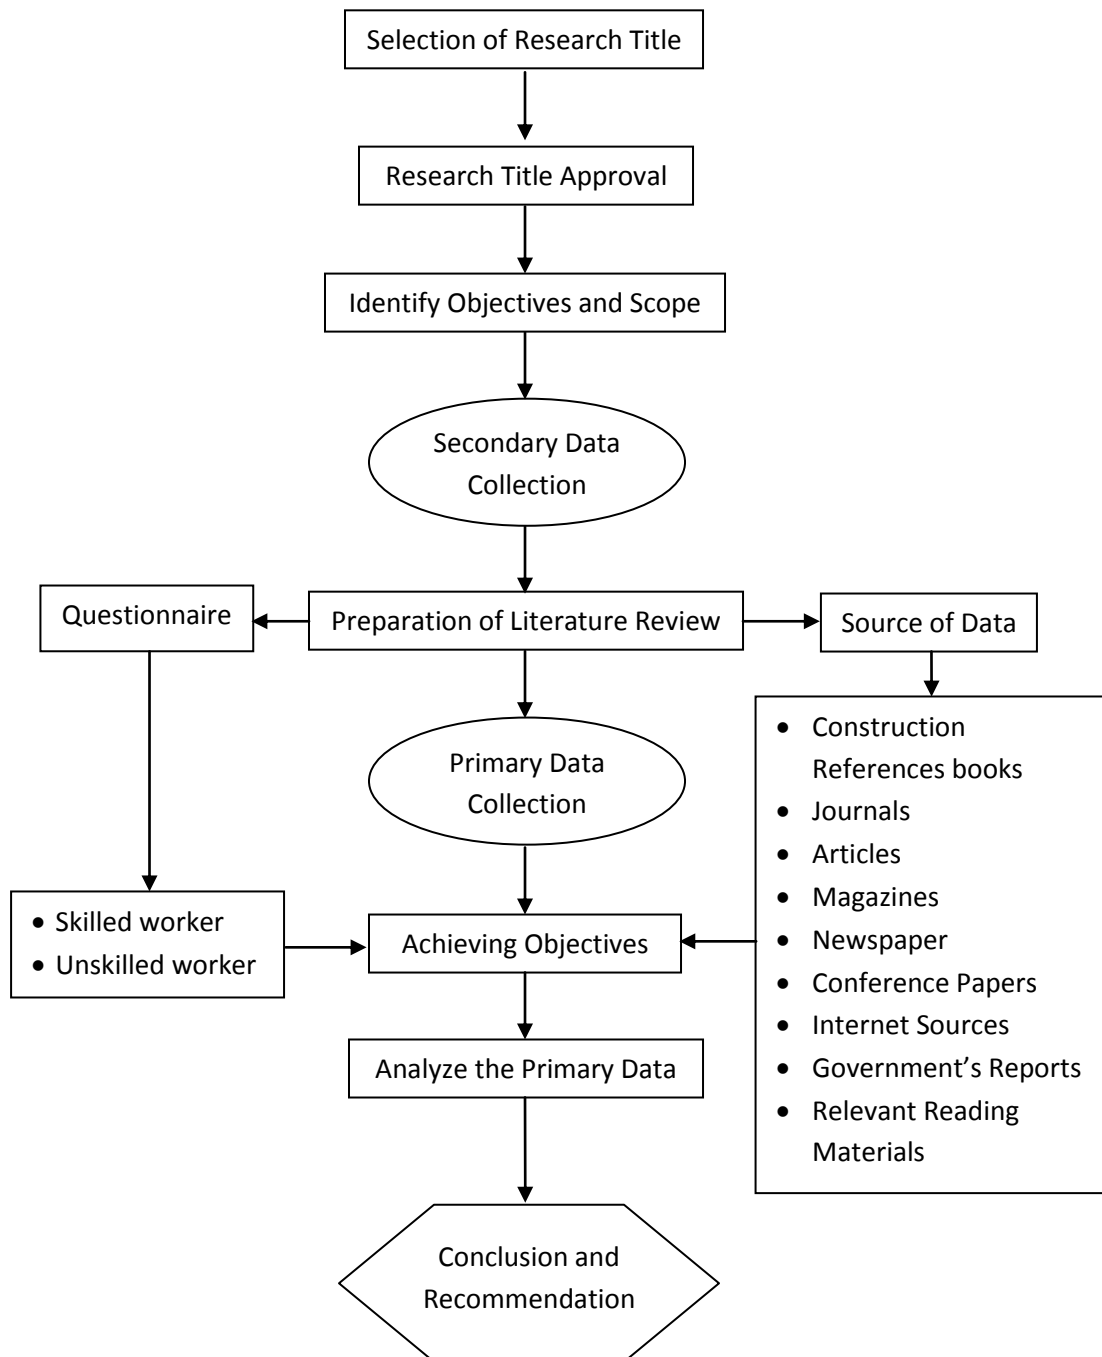 Selection of Research Title
Research Title Approval
Identify Objectives and Scope
Secondary Data
Collection
Questionnaire
Preparation of Literature Review
Source of Data
• Construction
References books
• Journals
• Articles
• Magazines
• Newspaper
• Conference Papers
• Internet Sources
• Government’s Reports
• Relevant Reading
Materials
Primary Data
Collection
• Skilled worker
• Unskilled worker
Achieving Objectives
Analyze the Primary Data
Conclusion and
Recommendation